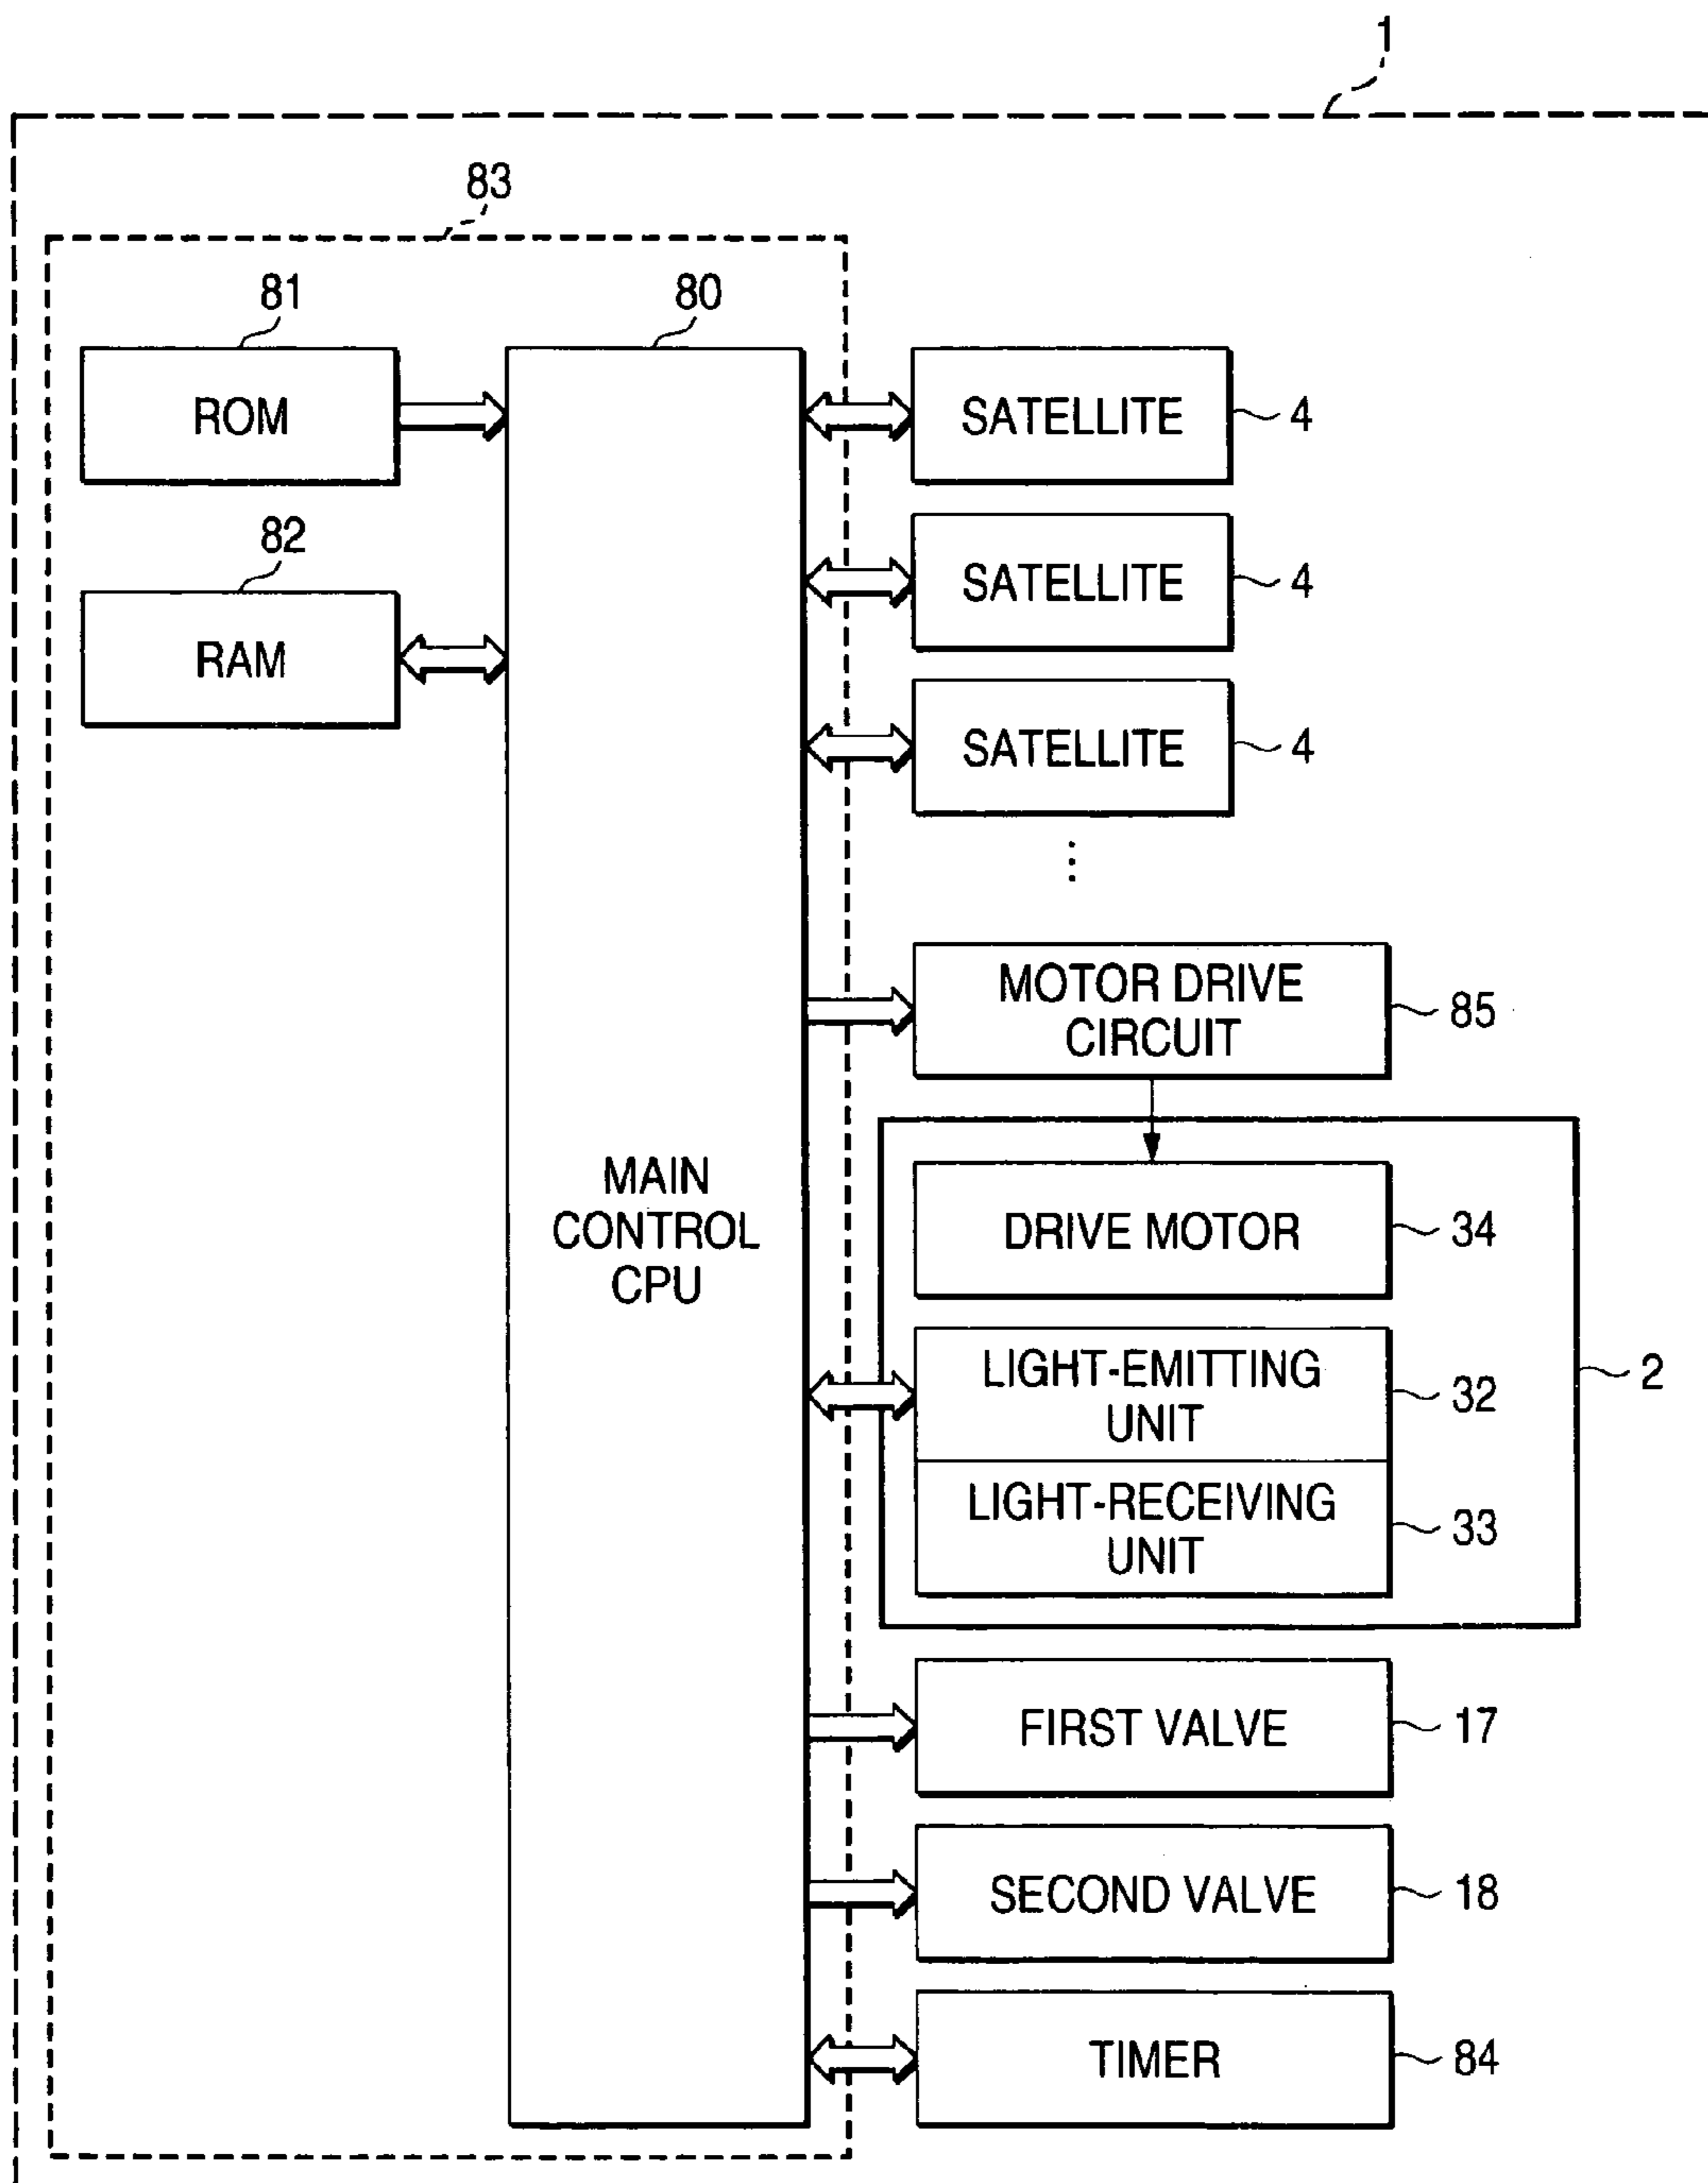 1
83
81
80
ROM
SATELLITE
4
82
SATELLITE
4
RAM
SATELLITE
4
⋮
MOTOR DRIVE
CIRCUIT
85
MAIN
CONTROL
CPU
DRIVE MOTOR
34
LIGHT-EMITTING
UNIT
32
2
LIGHT-RECEIVING
UNIT
33
FIRST VALVE
17
SECOND VALVE
18
TIMER
84